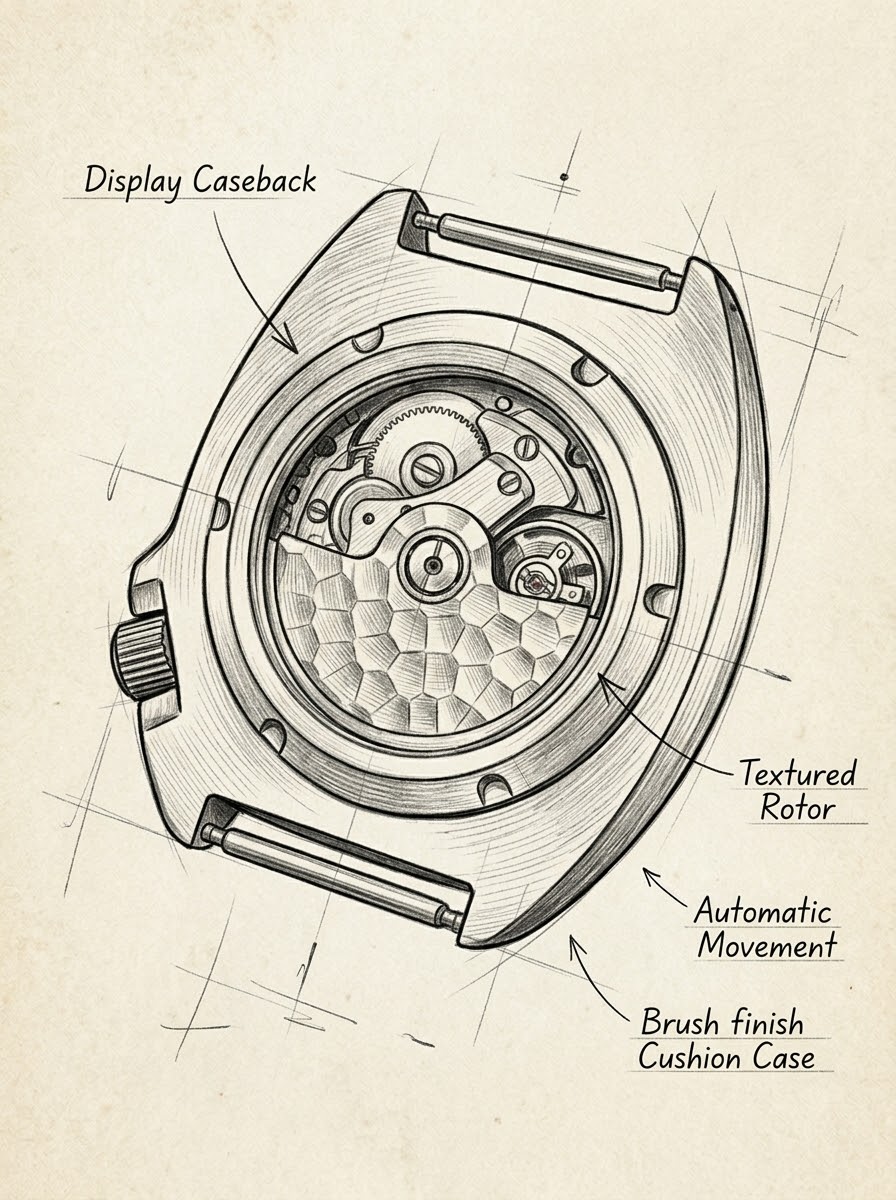 Display Caseback
Textured
Rotor
Automatic
Movement
Brush finish
Cushion Case